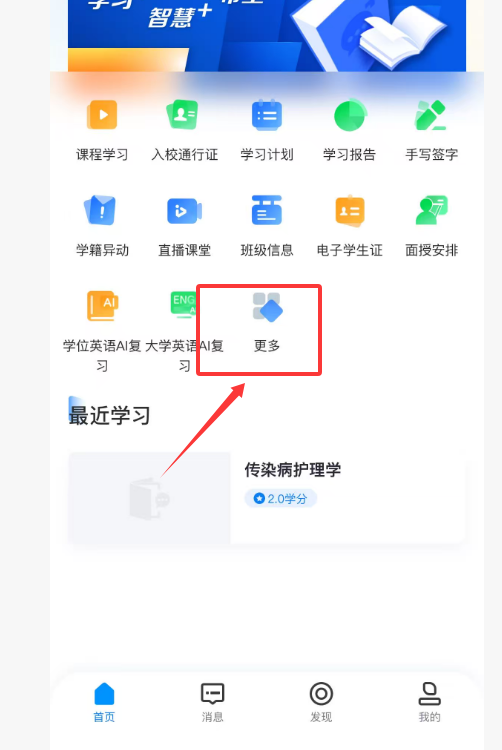 学习
智慧+
课程学习
入校通行证
学习计划
学习报告
手写签字
学籍异动
直播课堂
班级信息
电子学生证
面授安排
AI
ENG
学位英语AI复习
大学英语AI复习
更多
最近学习
传染病护理学
2.0学分
首页
消息
发现
我的